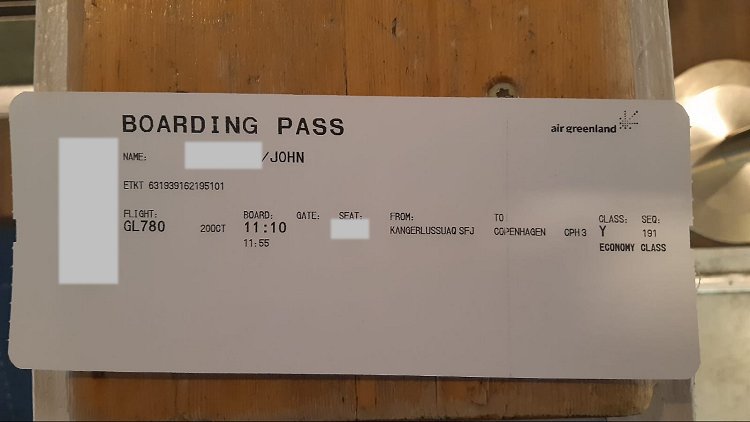 BOARDING PASS
air greenland
NAME: /JOHN
ETKT 631939162195101
FLIGHT: BOARD: GATE: SEAT: FROM: TO CLASS: SEQ:
GL780 20OCT 11:10 KANGERLUSSUAQ SFJ COPENHAGEN CPH 3 Y 191
11:55 ECONOMY CLASS